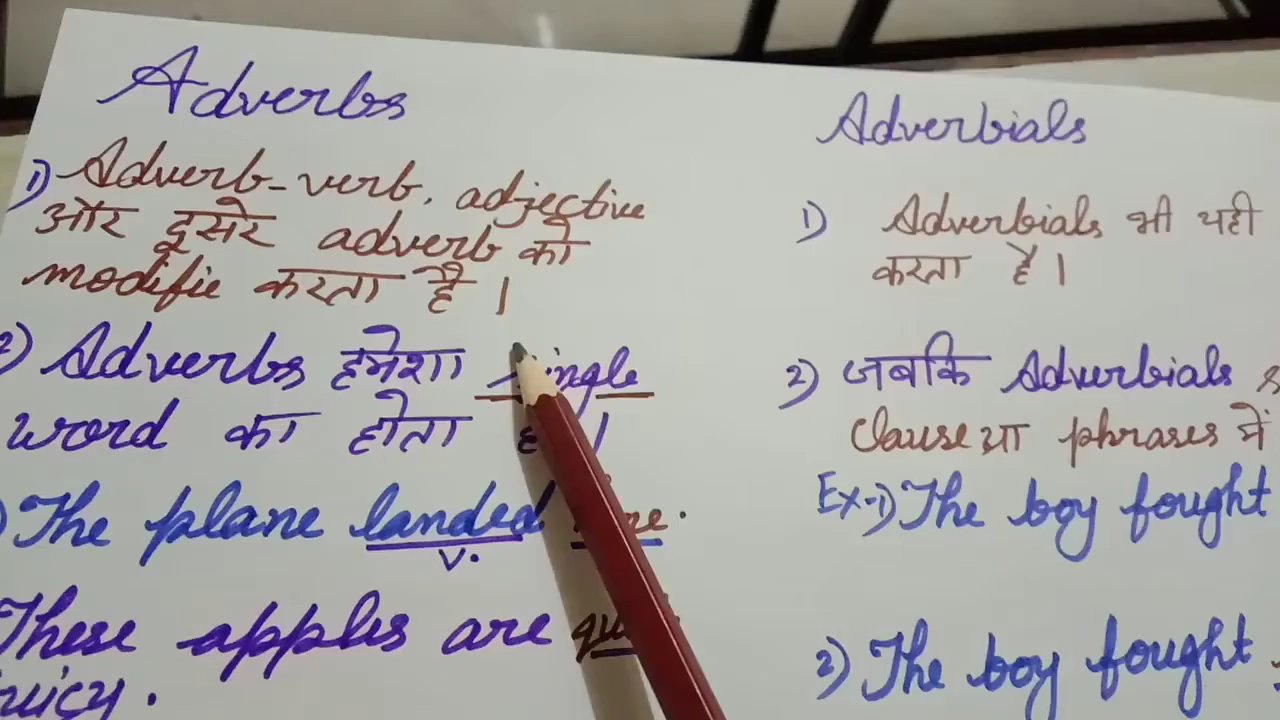 Adverbs
1) Adverb-verb, adjective
और दूसरे adverb को
modifie करता है ।
2) Adverbs हमेशा single
word का होता
The plane landed
V.
These apples are
juicy.
Adverbials
1) Adverbials भी यही
करता है ।
2) जबकि Adverbials
Clause या phrases में
Ex-1) The boy fought
2) The boy fought